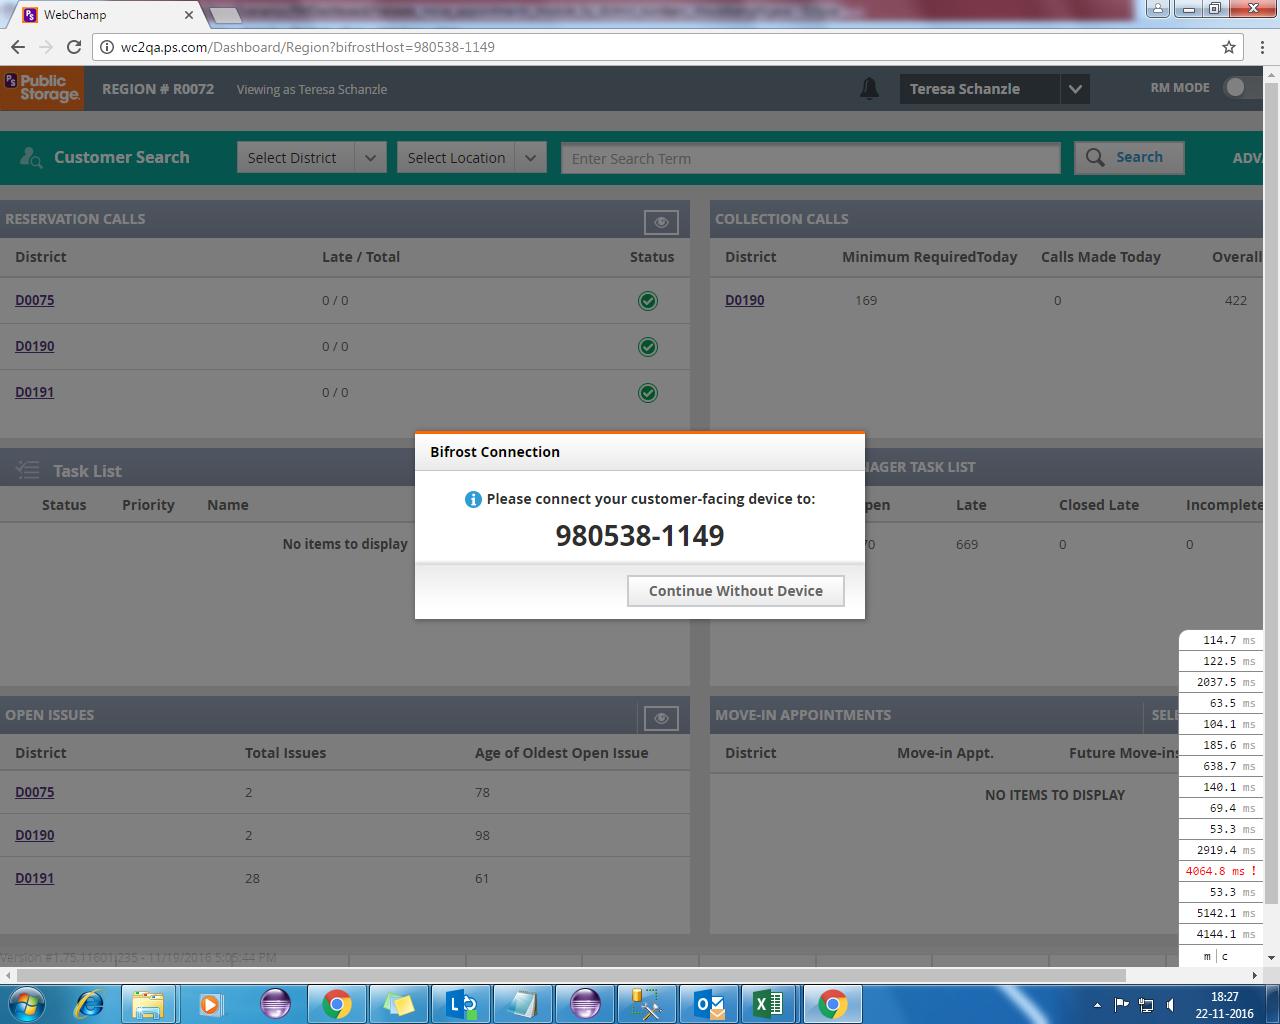 WebChamp
wc2qa.ps.com/Dashboard/Region?bifrostHost=980538-1149
Public Storage.
REGION # R0072
Viewing as Teresa Schanzle
Teresa Schanzle
RM MODE
Customer Search
Select District
Select Location
Enter Search Term
Search
ADV
RESERVATION CALLS
District Late / Total Status
D0075 0 / 0
D0190 0 / 0
D0191 0 / 0
COLLECTION CALLS
District Minimum RequiredToday Calls Made Today Overall
D0190 169 0 422
Bifrost Connection
Please connect your customer-facing device to:
980538-1149
Continue Without Device
Task List
Status Priority Name
No items to display
NAGER TASK LIST
pen Late Closed Late Incomplete
70 669 0 0
OPEN ISSUES
District Total Issues Age of Oldest Open Issue
D0075 2 78
D0190 2 98
D0191 28 61
MOVE-IN APPOINTMENTS
SELE
District Move-in Appt. Future Move-ins
NO ITEMS TO DISPLAY
114.7 ms
122.5 ms
2037.5 ms
63.5 ms
104.1 ms
185.6 ms
638.7 ms
140.1 ms
69.4 ms
53.3 ms
2919.4 ms
4064.8 ms !
53.3 ms
5142.1 ms
4144.1 ms
m | c
Version #1.75.11601.235 - 11/19/2016 5:05:44 PM
18:27
22-11-2016